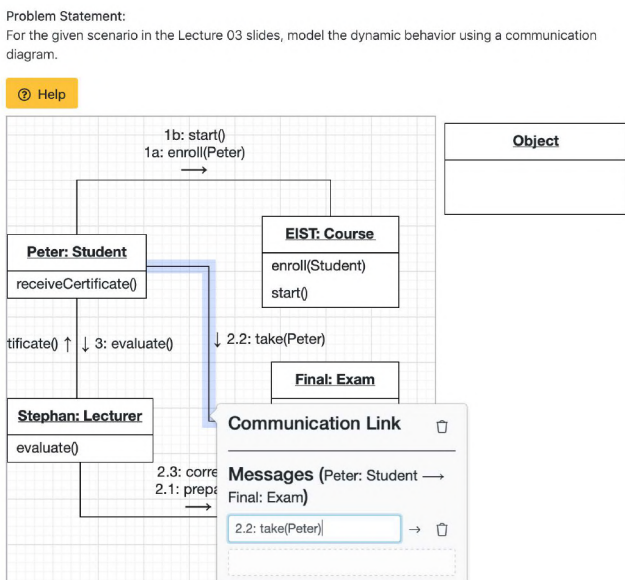 Problem Statement:
For the given scenario in the Lecture 03 slides, model the dynamic behavior using a communication
diagram.
Help
1b: start()
1a: enroll(Peter)
Object
EIST: Course
Peter: Student
enroll(Student)
receiveCertificate()
start()
tificate() ↑ ↓ 3: evaluate()
↓ 2.2: take(Peter)
Final: Exam
Stephan: Lecturer
evaluate()
Communication Link
2.3: corre
2.1: prepa
Messages (Peter: Student →
Final: Exam)
2.2: take(Peter)